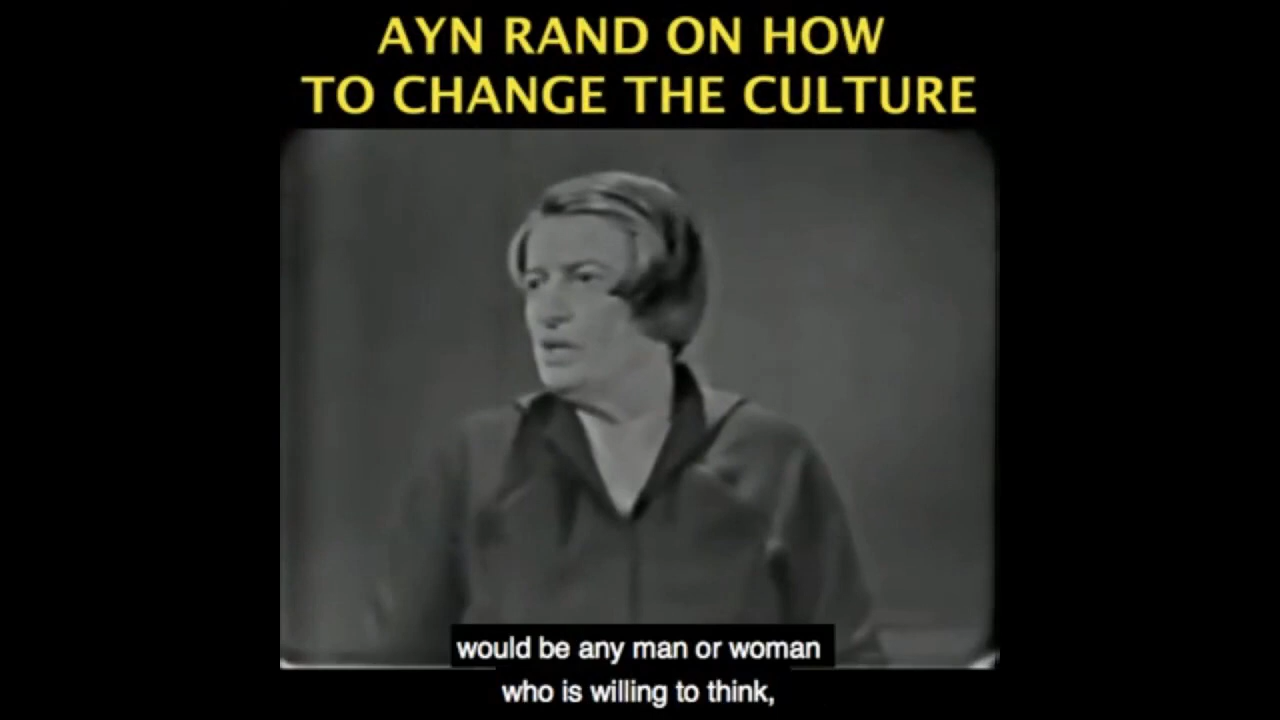 AYN RAND ON HOW
TO CHANGE THE CULTURE
would be any man or woman
who is willing to think,